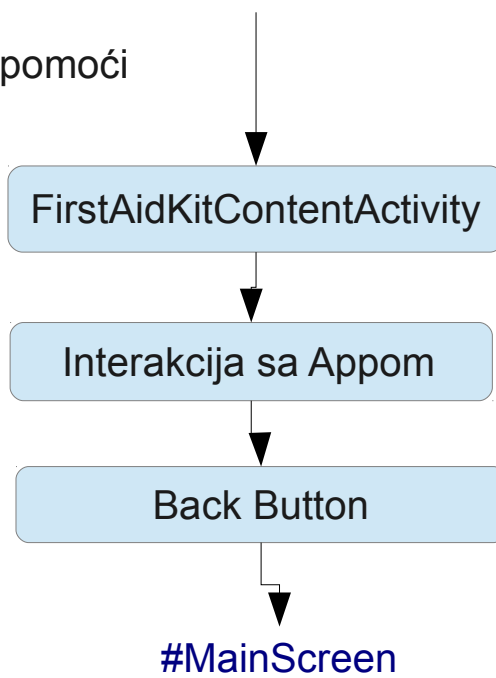 pomoći
FirstAidKitContentActivity
Interakcija sa Appom
Back Button
#MainScreen